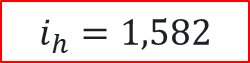 i_h = 1,582